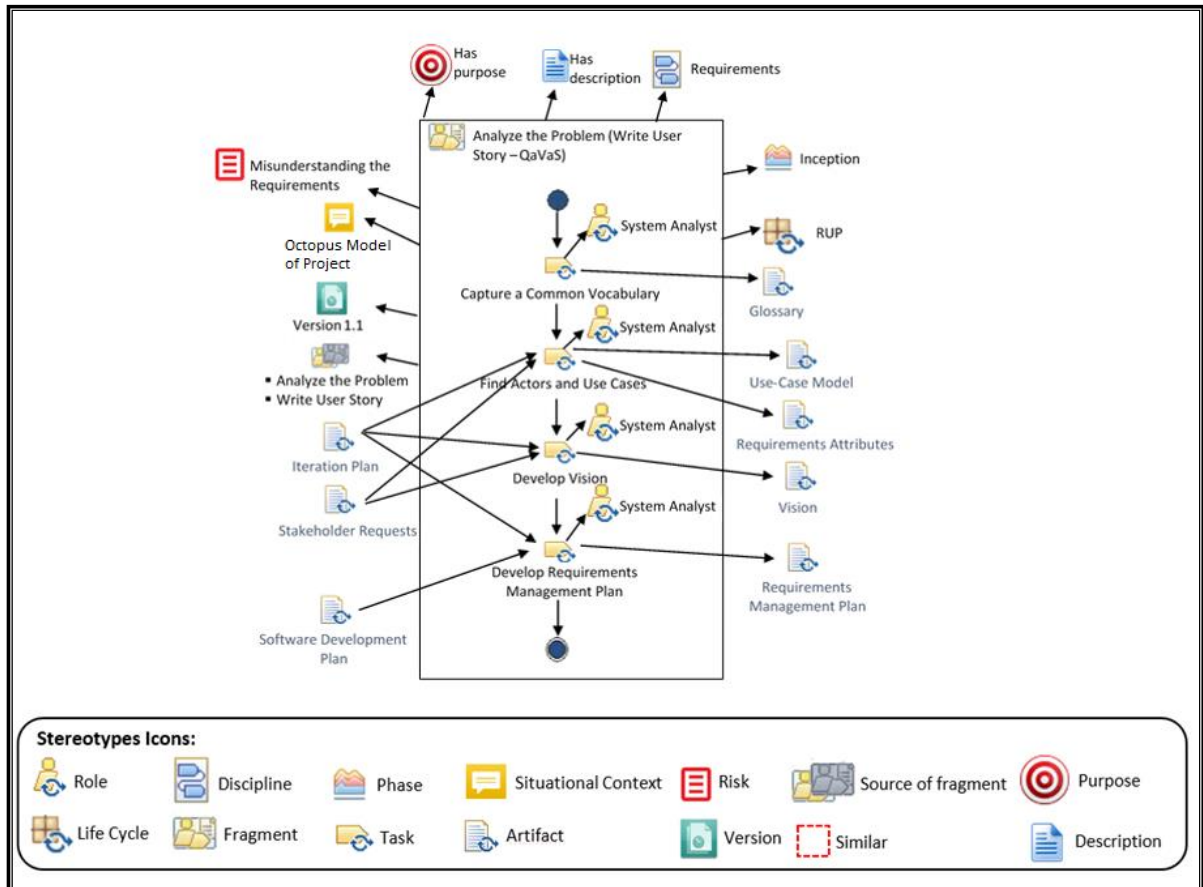 Has
purpose
Has
description
Requirements
Analyze the Problem (Write User
Story – QaVaS)
Misunderstanding the
Requirements
Inception
Octopus Model
of Project
System Analyst
RUP
Capture a Common Vocabulary
Glossary
Version 1.1
System Analyst
▪ Analyze the Problem
▪ Write User Story
Find Actors and Use Cases
Use-Case Model
System Analyst
Requirements Attributes
Iteration Plan
Develop Vision
Vision
System Analyst
Stakeholder Requests
Develop Requirements
Management Plan
Requirements
Management Plan
Software Development
Plan
Stereotypes Icons:
Role
Discipline
Phase
Situational Context
Risk
Source of fragment
Purpose
Life Cycle
Fragment
Task
Artifact
Version
Similar
Description